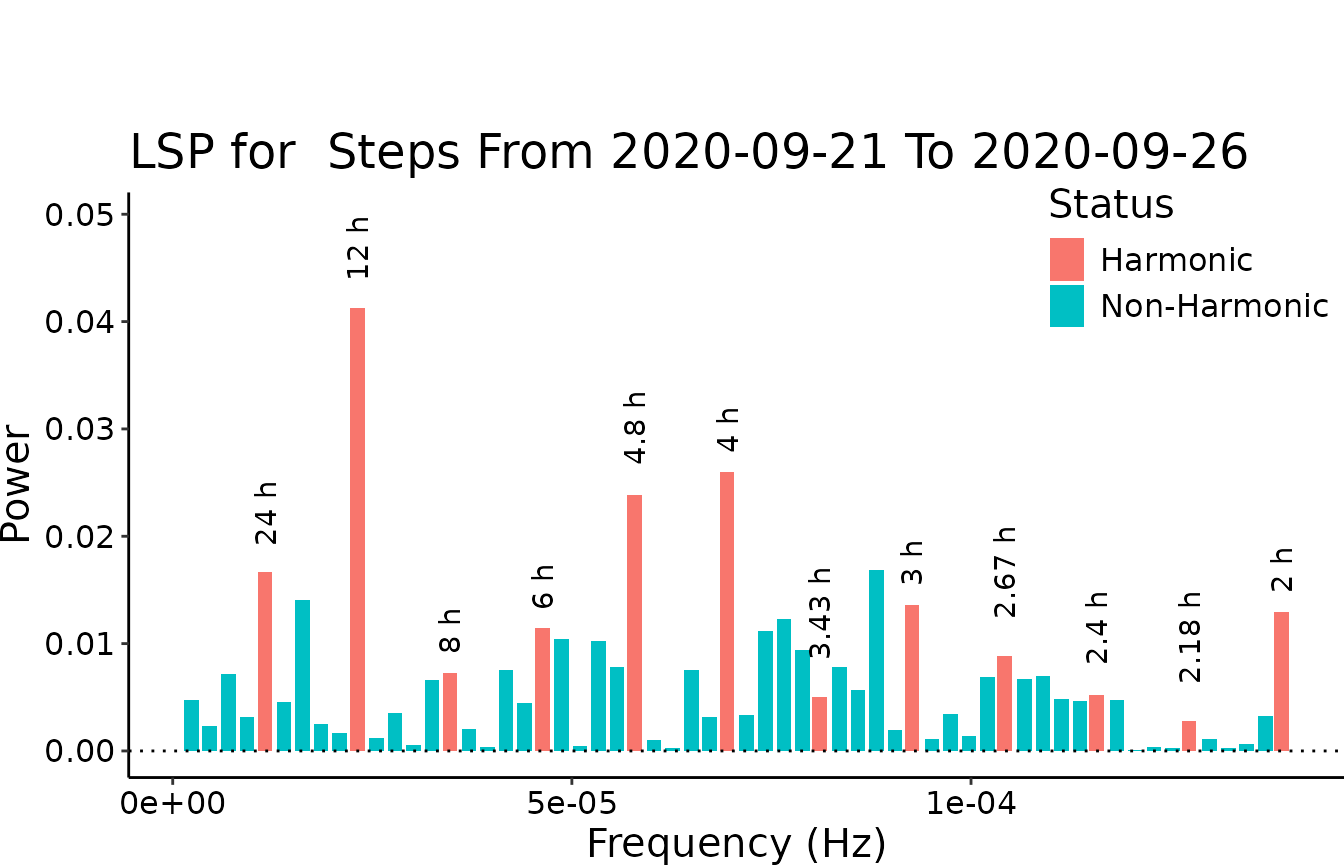 LSP for  Steps From 2020-09-21 To 2020-09-26
Status
Harmonic
Non-Harmonic
Power
0.05
0.04
0.03
0.02
0.01
0.00
24 h
12 h
8 h
6 h
4.8 h
4 h
3.43 h
3 h
2.67 h
2.4 h
2.18 h
2 h
0e+00
5e-05
1e-04
Frequency (Hz)